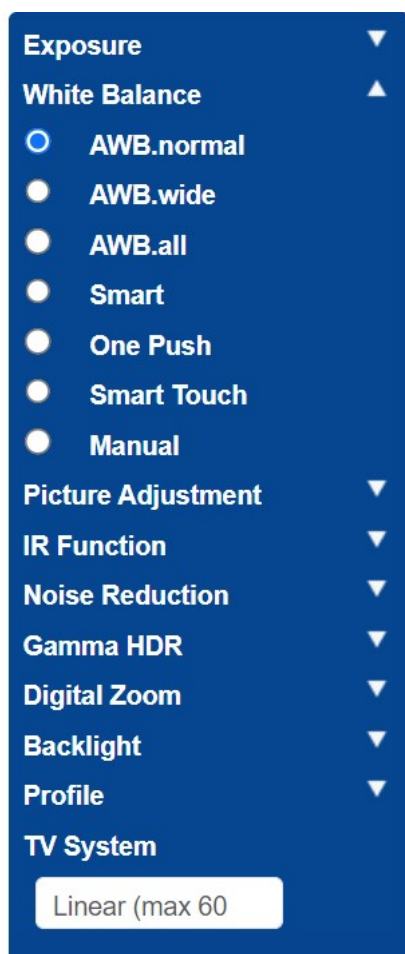 Exposure
White Balance
AWB.normal
AWB.wide
AWB.all
Smart
One Push
Smart Touch
Manual
Picture Adjustment
IR Function
Noise Reduction
Gamma HDR
Digital Zoom
Backlight
Profile
TV System
Linear (max 60